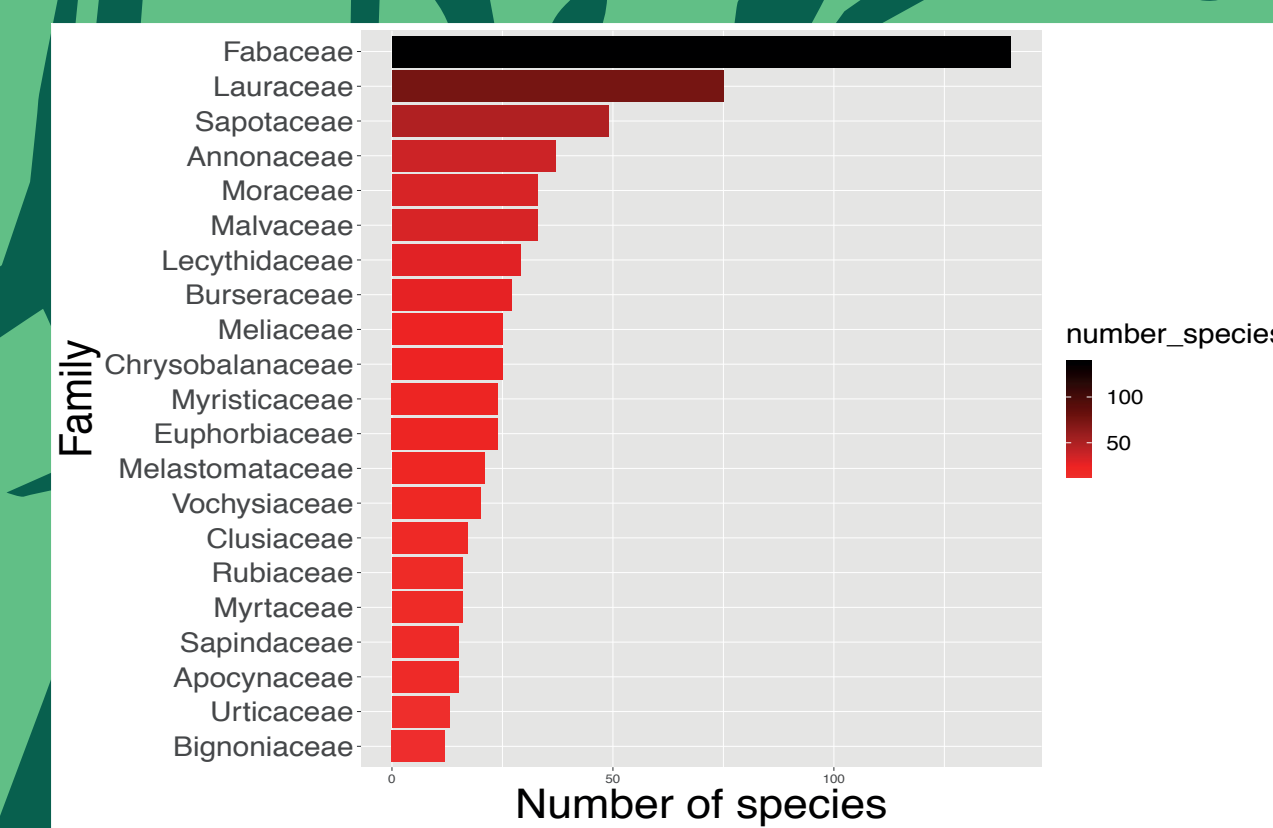 Fabaceae
Lauraceae
Sapotaceae
Annonaceae
Moraceae
Malvaceae
Lecythidaceae
Burseraceae
Meliaceae
Chrysobalanaceae
Myristicaceae
Euphorbiaceae
Melastomataceae
Vochysiaceae
Clusiaceae
Rubiaceae
Myrtaceae
Sapindaceae
Apocynaceae
Urticaceae
Bignoniaceae
Family
0 50 100
Number of species
number_species
100
50